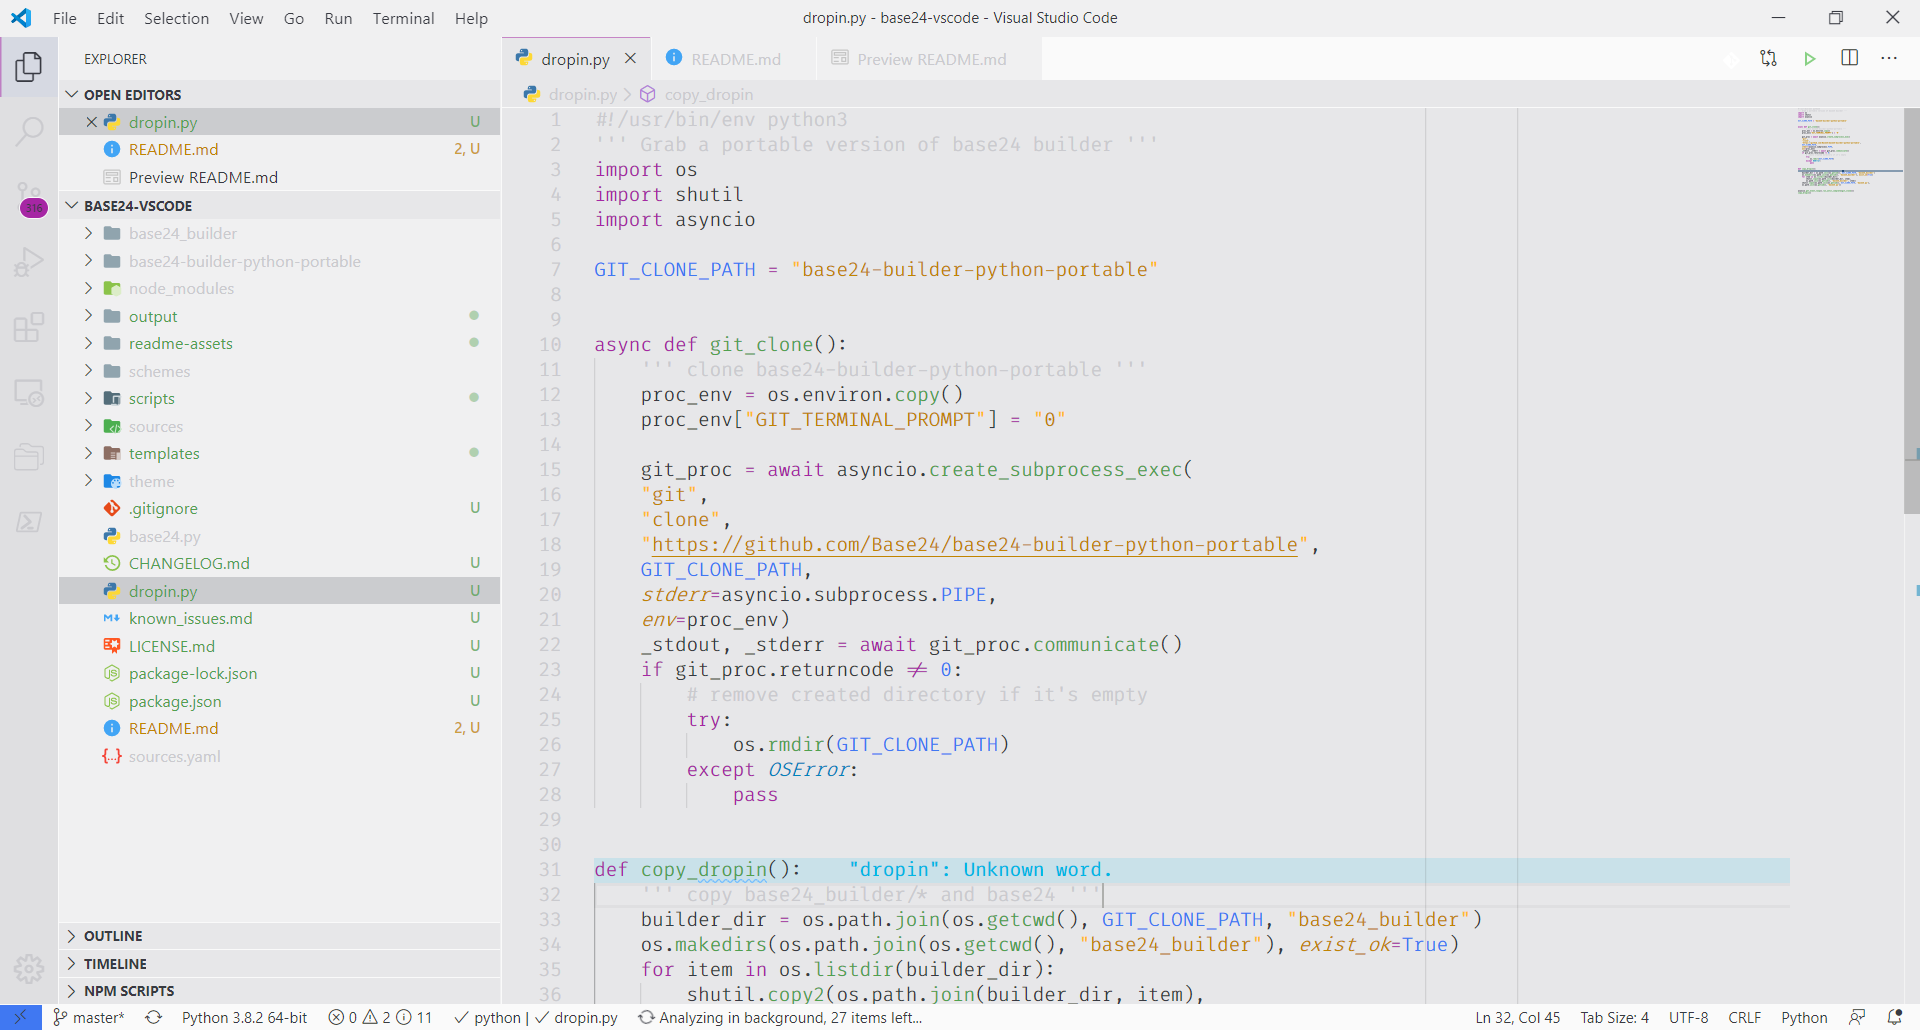 File Edit Selection View Go Run Terminal Help
dropin.py - base24-vscode - Visual Studio Code
EXPLORER
OPEN EDITORS
dropin.py U
README.md 2, U
Preview README.md
316
BASE24-VSCODE
base24_builder
base24-builder-python-portable
node_modules
output
readme-assets
schemes
scripts
sources
templates
theme
.gitignore U
base24.py
CHANGELOG.md U
dropin.py U
known_issues.md U
LICENSE.md U
package-lock.json U
package.json U
README.md 2, U
sources.yaml
OUTLINE
TIMELINE
NPM SCRIPTS
dropin.py README.md Preview README.md
dropin.py > copy_dropin
1 #!/usr/bin/env python3
2 ''' Grab a portable version of base24 builder '''
3 import os
4 import shutil
5 import asyncio
6
7 GIT_CLONE_PATH = "base24-builder-python-portable"
8
9
10 async def git_clone():
11 ''' clone base24-builder-python-portable '''
12 proc_env = os.environ.copy()
13 proc_env["GIT_TERMINAL_PROMPT"] = "0"
14
15 git_proc = await asyncio.create_subprocess_exec(
16 "git",
17 "clone",
18 "https://github.com/Base24/base24-builder-python-portable",
19 GIT_CLONE_PATH,
20 stderr=asyncio.subprocess.PIPE,
21 env=proc_env)
22 _stdout, _stderr = await git_proc.communicate()
23 if git_proc.returncode ≠ 0:
24 # remove created directory if it's empty
25 try:
26 os.rmdir(GIT_CLONE_PATH)
27 except OSError:
28 pass
29
30
31 def copy_dropin(): "dropin": Unknown word.
32 ''' copy base24_builder/* and base24 '''
33 builder_dir = os.path.join(os.getcwd(), GIT_CLONE_PATH, "base24_builder")
34 os.makedirs(os.path.join(os.getcwd(), "base24_builder"), exist_ok=True)
35 for item in os.listdir(builder_dir):
36 shutil.copy2(os.path.join(builder_dir, item),
master* Python 3.8.2 64-bit 0 2 11 python | dropin.py Analyzing in background, 27 items left... Ln 32, Col 45 Tab Size: 4 UTF-8 CRLF Python